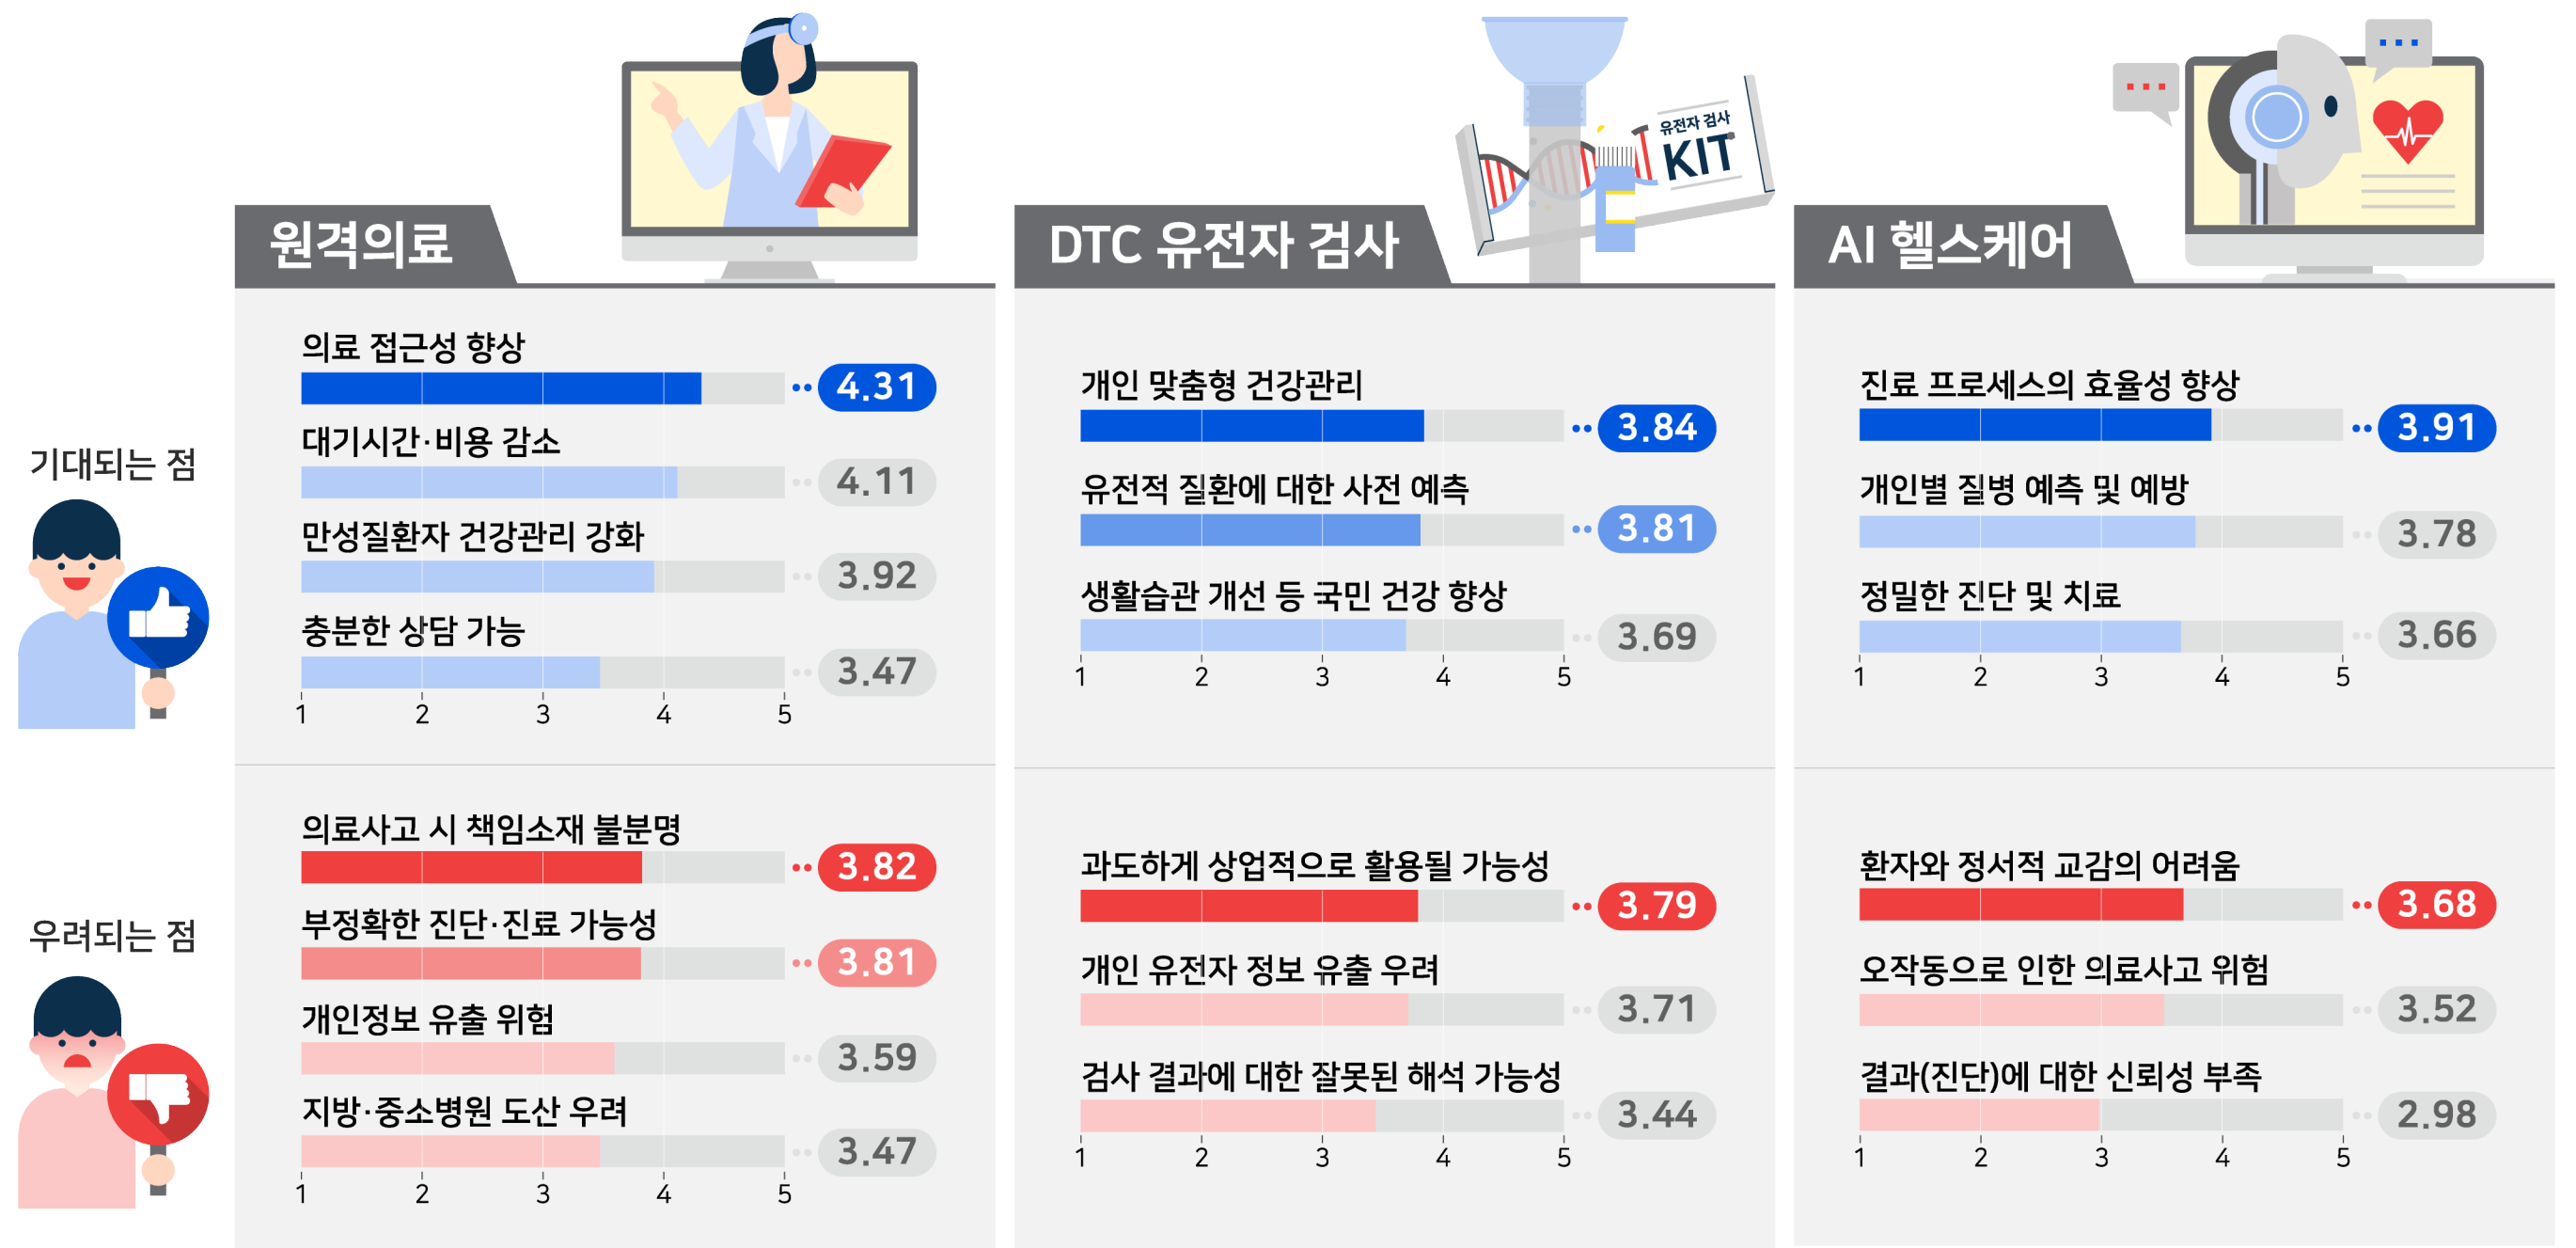 유전자 검사
KIT
원격의료
DTC 유전자 검사
AI 헬스케어
기대되는 점
의료 접근성 향상
4.31
대기시간·비용 감소
4.11
만성질환자 건강관리 강화
3.92
충분한 상담 가능
3.47
1 2 3 4 5
개인 맞춤형 건강관리
3.84
유전적 질환에 대한 사전 예측
3.81
생활습관 개선 등 국민 건강 향상
3.69
1 2 3 4 5
진료 프로세스의 효율성 향상
3.91
개인별 질병 예측 및 예방
3.78
정밀한 진단 및 치료
3.66
1 2 3 4 5
우려되는 점
의료사고 시 책임소재 불분명
3.82
부정확한 진단·진료 가능성
3.81
개인정보 유출 위험
3.59
지방·중소병원 도산 우려
3.47
1 2 3 4 5
과도하게 상업적으로 활용될 가능성
3.79
개인 유전자 정보 유출 우려
3.71
검사 결과에 대한 잘못된 해석 가능성
3.44
1 2 3 4 5
환자와 정서적 교감의 어려움
3.68
오작동으로 인한 의료사고 위험
3.52
결과(진단)에 대한 신뢰성 부족
2.98
1 2 3 4 5